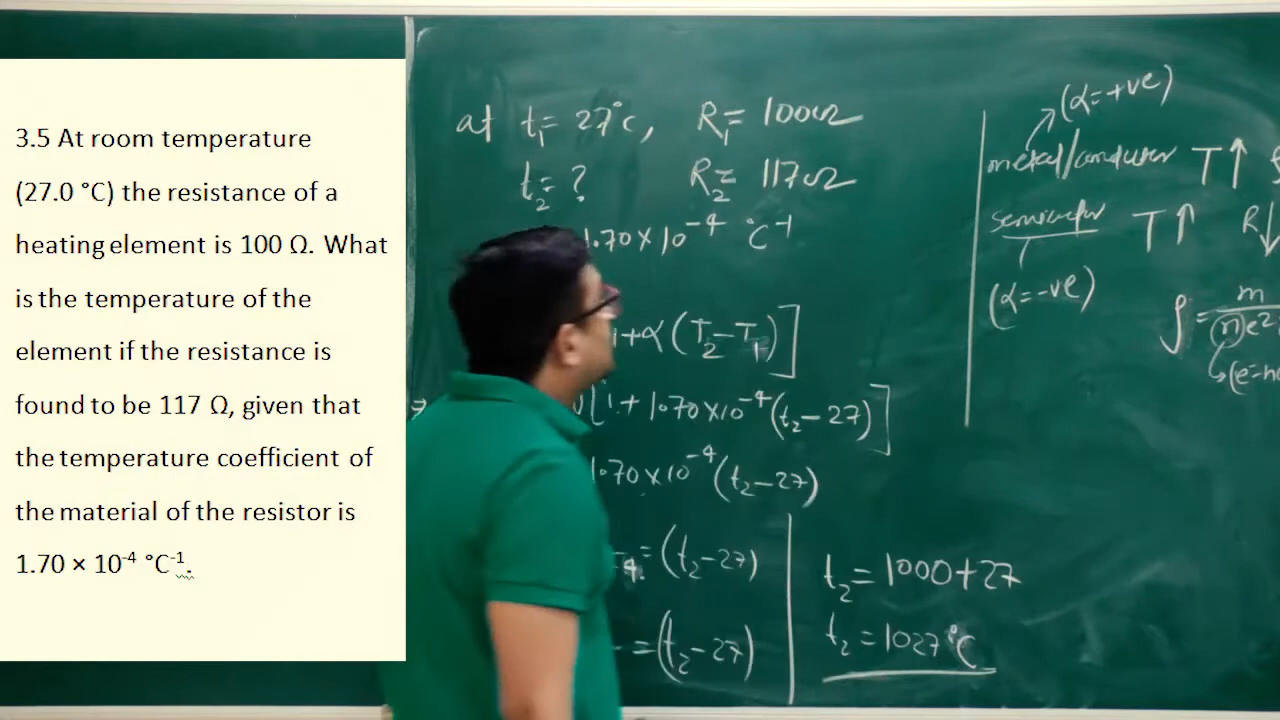 3.5 At room temperature
(27.0 °C) the resistance of a
heating element is 100 Ω. What
is the temperature of the
element if the resistance is
found to be 117 Ω, given that
the temperature coefficient of
the material of the resistor is
1.70 × 10⁻⁴ °C⁻¹.
at t₁ = 27°C, R₁ = 100Ω
t₂ = ? R₂ = 117Ω
1.70 × 10⁻⁴ °C⁻¹
1+α(T₂−T₁)]
[1 + 1.70×10⁻⁴(t₂−27)]
1.70×10⁻⁴(t₂−27)
= (t₂−27)
= (t₂−27)
t₂ = 1000+27
t₂ = 1027°C
(α=+ve)
metal/conductor T↑
semiconductor T↑ R↓
(α=-ve)
ρ = m
(n)e²